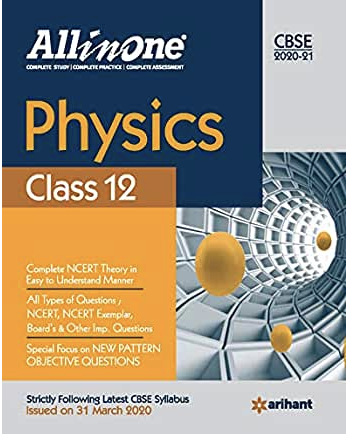 All in One
COMPLETE STUDY | COMPLETE PRACTICE | COMPLETE ASSESSMENT
CBSE
2020-21
Physics
Class 12
Complete NCERT Theory in
Easy to Understand Manner
All Types of Questions;
NCERT, NCERT Exemplar,
Board's & Other Imp. Questions
Special Focus on NEW PATTERN
OBJECTIVE QUESTIONS
Strictly Following Latest CBSE Syllabus
Issued on 31 March 2020
arihant